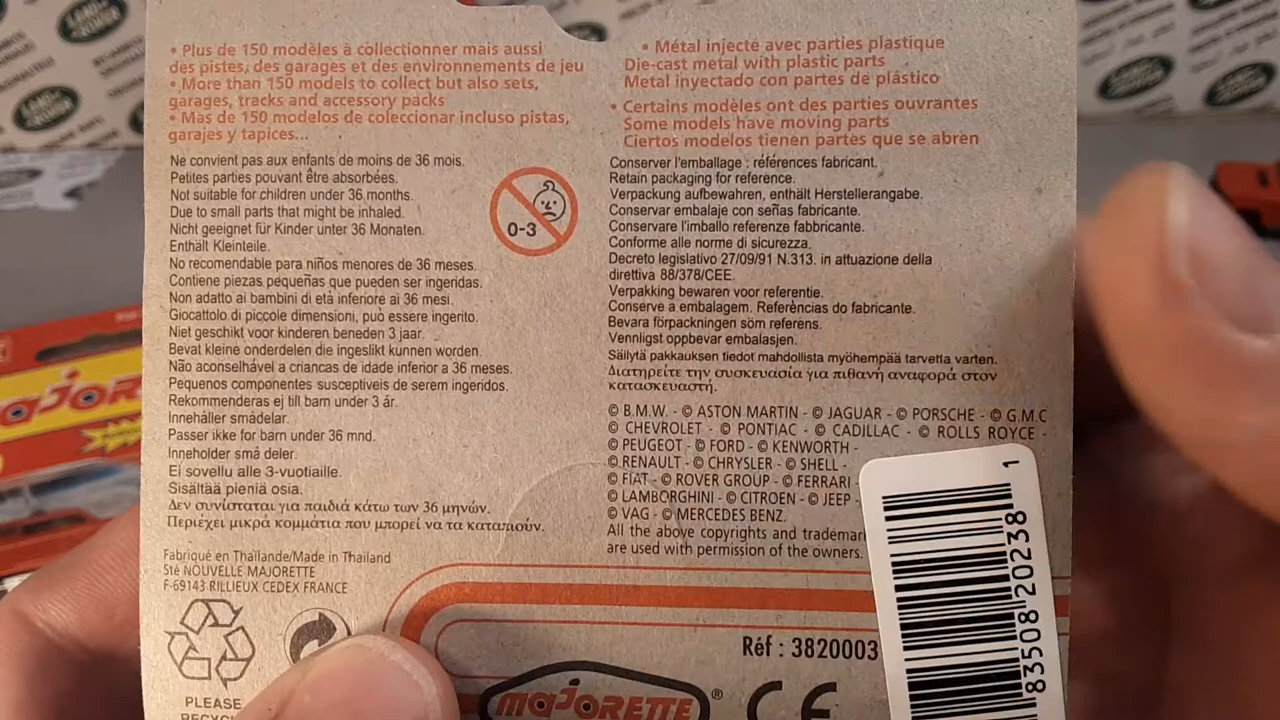 • Plus de 150 modèles à collectionner mais aussi
des pistes, des garages et des environnements de jeu
• More than 150 models to collect but also sets,
garages, tracks and accessory packs
• Mas de 150 modelos de coleccionar incluso pistas,
garajes y tapices...
Ne convient pas aux enfants de moins de 36 mois.
Petites parties pouvant être absorbées.
Not suitable for children under 36 months.
Due to small parts that might be inhaled.
Nicht geeignet für Kinder unter 36 Monaten.
Enthält Kleinteile.
No recomendable para niños menores de 36 meses.
Contiene piezas pequeñas que pueden ser ingeridas.
Non adatto ai bambini di età inferiore ai 36 mesi.
Giocattolo di piccole dimensioni, può essere ingerito.
Niet geschikt voor kinderen beneden 3 jaar.
Bevat kleine onderdelen die ingeslikt kunnen worden.
Não aconselhável a criancas de idade inferior a 36 meses.
Pequenos componentes susceptiveis de serem ingeridos.
Rekommenderas ej till barn under 3 år.
Innehåller smådelar.
Passer ikke for barn under 36 mnd.
Inneholder små deler.
Ei sovellu alle 3-vuotiaille.
Sisältää pieniä osia.
Δεν συνίσταται για παιδιά κάτω των 36 μηνών.
Περιέχει μικρά κομμάτια που μπορεί να τα καταπιούν.
0-3
Fabriqué en Thaïlande/Made in Thailand
Sté NOUVELLE MAJORETTE
F-69143 RILLIEUX CEDEX FRANCE
PLEASE
• Métal injecté avec parties plastique
Die-cast metal with plastic parts
Metal inyectado con partes de plástico
• Certains modèles ont des parties ouvrantes
Some models have moving parts
Ciertos modelos tienen partes que se abren
Conserver l'emballage : références fabricant.
Retain packaging for reference.
Verpackung aufbewahren, enthält Herstellerangabe.
Conservar embalaje con señas fabricante.
Conservare l'imballo referenze fabbricante.
Conforme alle norme di sicurezza.
Decreto legislativo 27/09/91 N.313. in attuazione della
direttiva 88/378/CEE.
Verpakking bewaren voor referentie.
Conserve a embalagem. Referências do fabricante.
Bevara förpackningen söm referens.
Vennligst oppbevar embalasjen.
Säilytä pakkauksen tiedot mahdollista myöhempää tarvetta varten.
Διατηρείτε την συσκευασία για πιθανή αναφορά στον
κατασκευαστή.
© B.M.W. - © ASTON MARTIN - © JAGUAR - © PORSCHE - © G.M.C
© CHEVROLET - © PONTIAC - © CADILLAC - © ROLLS ROYCE -
© PEUGEOT - © FORD - © KENWORTH -
© RENAULT - © CHRYSLER - © SHELL -
© FIAT - © ROVER GROUP - © FERRARI
© LAMBORGHINI - © CITROEN - © JEEP -
© VAG - © MERCEDES BENZ.
All the above copyrights and tradema
are used with permission of the owners.
Réf : 3820003
majorette ®
CE
83508 20238 1